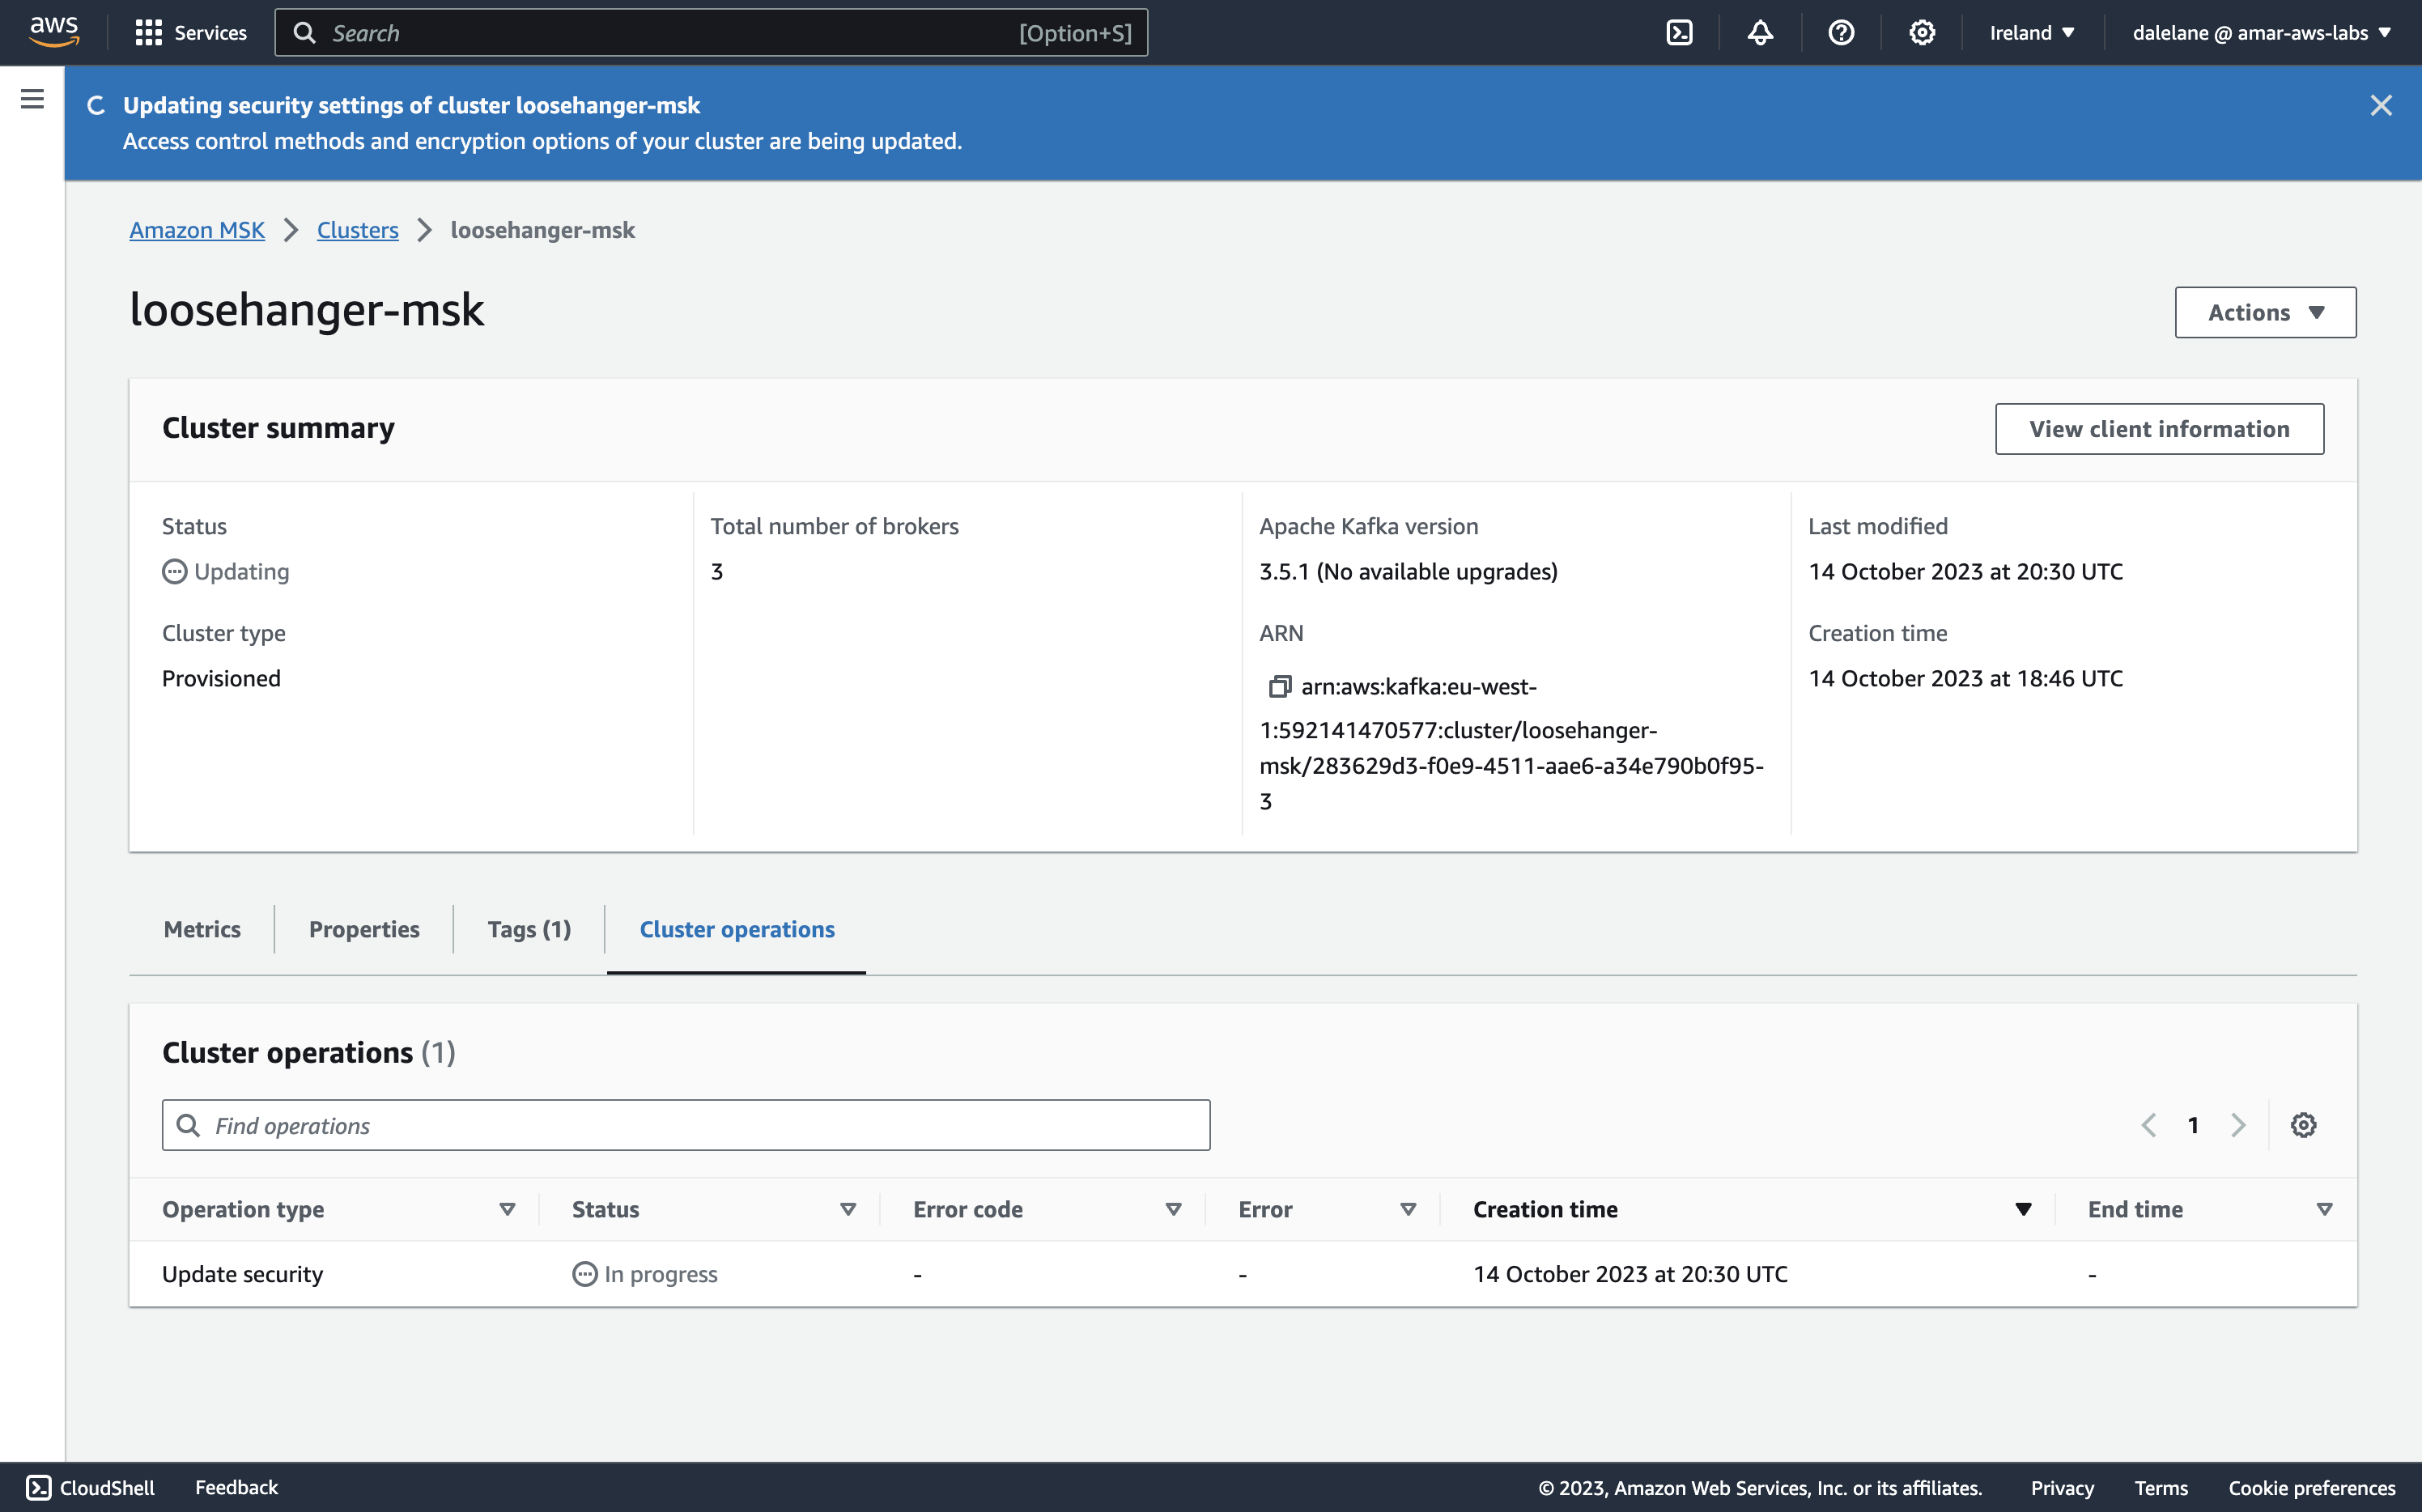 aws Services Search [Option+S] Ireland dalelane @ amar-aws-labs
Updating security settings of cluster loosehanger-msk
Access control methods and encryption options of your cluster are being updated.
Amazon MSK Clusters loosehanger-msk
loosehanger-msk
Actions
Cluster summary
View client information
Status
Updating
Cluster type
Provisioned
Total number of brokers
3
Apache Kafka version
3.5.1 (No available upgrades)
ARN
arn:aws:kafka:eu-west-
1:592141470577:cluster/loosehanger-
msk/283629d3-f0e9-4511-aae6-a34e790b0f95-
3
Last modified
14 October 2023 at 20:30 UTC
Creation time
14 October 2023 at 18:46 UTC
Metrics Properties Tags (1) Cluster operations
Cluster operations (1)
Find operations
1
Operation type Status Error code Error Creation time End time
Update security In progress - - 14 October 2023 at 20:30 UTC -
CloudShell Feedback © 2023, Amazon Web Services, Inc. or its affiliates. Privacy Terms Cookie preferences